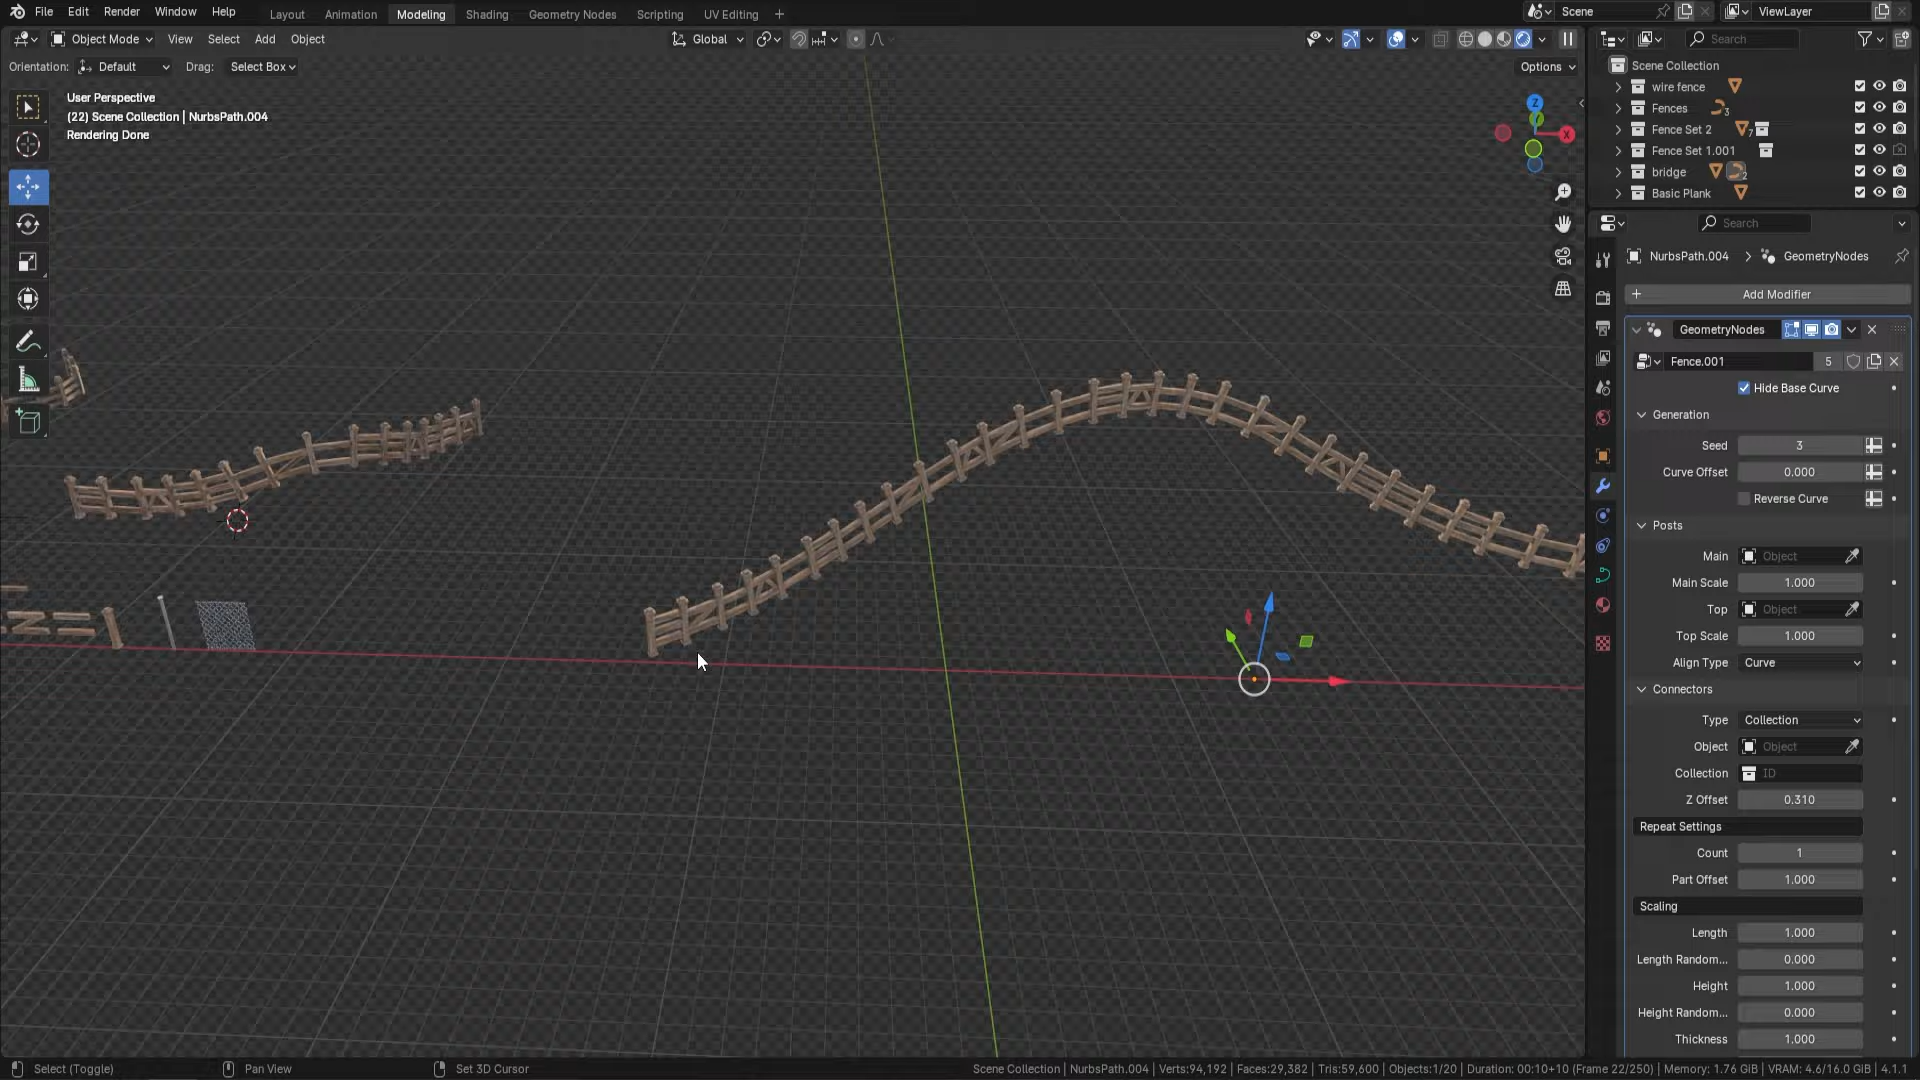 File Edit Render Window Help
Layout Animation Modeling Shading Geometry Nodes Scripting UV Editing +
Scene
ViewLayer
Object Mode View Select Add Object
Global
Search
Orientation: Default Drag: Select Box
Options
Scene Collection
wire fence
Fences 3
Fence Set 2 7
Fence Set 1.001
bridge 2
Basic Plank
User Perspective
(22) Scene Collection | NurbsPath.004
Rendering Done
Z
X
Search
NurbsPath.004 > GeometryNodes
+ Add Modifier
GeometryNodes
Fence.001 5
Hide Base Curve
Generation
Seed 3
Curve Offset 0.000
Reverse Curve
Posts
Main Object
Main Scale 1.000
Top Object
Top Scale 1.000
Align Type Curve
Connectors
Type Collection
Object Object
Collection ID
Z Offset 0.310
Repeat Settings
Count 1
Part Offset 1.000
Scaling
Length 1.000
Length Random... 0.000
Height 1.000
Height Random... 0.000
Thickness 1.000
Select (Toggle) Pan View Set 3D Cursor
Scene Collection | NurbsPath.004 | Verts:94,192 | Faces:29,382 | Tris:59,600 | Objects:1/20 | Duration: 00:10+10 (Frame 22/250) | Memory: 1.76 GiB | VRAM: 4.6/16.0 GiB | 4.1.1